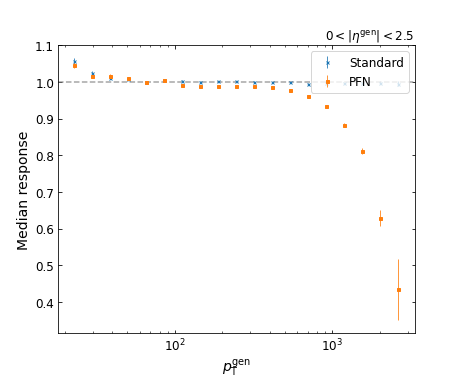 0 < |η^gen| < 2.5
1.1
1.0
0.9
0.8
0.7
0.6
0.5
0.4
Median response
Standard
PFN
10^2
10^3
p_T^gen